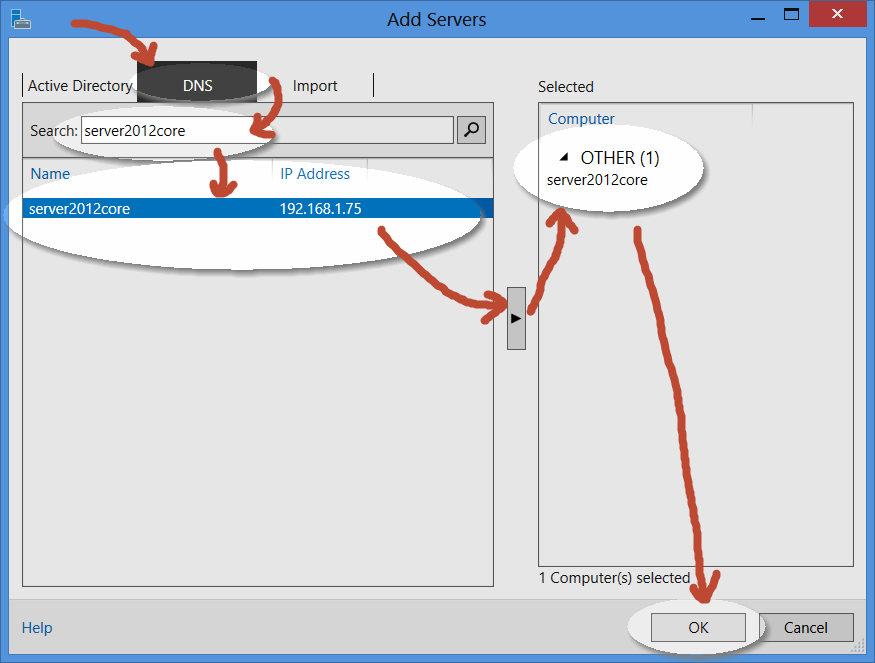 Add Servers
Active Directory DNS Import
Search: server2012core
Name IP Address
server2012core 192.168.1.75
Selected
Computer
OTHER (1)
server2012core
1 Computer(s) selected
Help OK Cancel